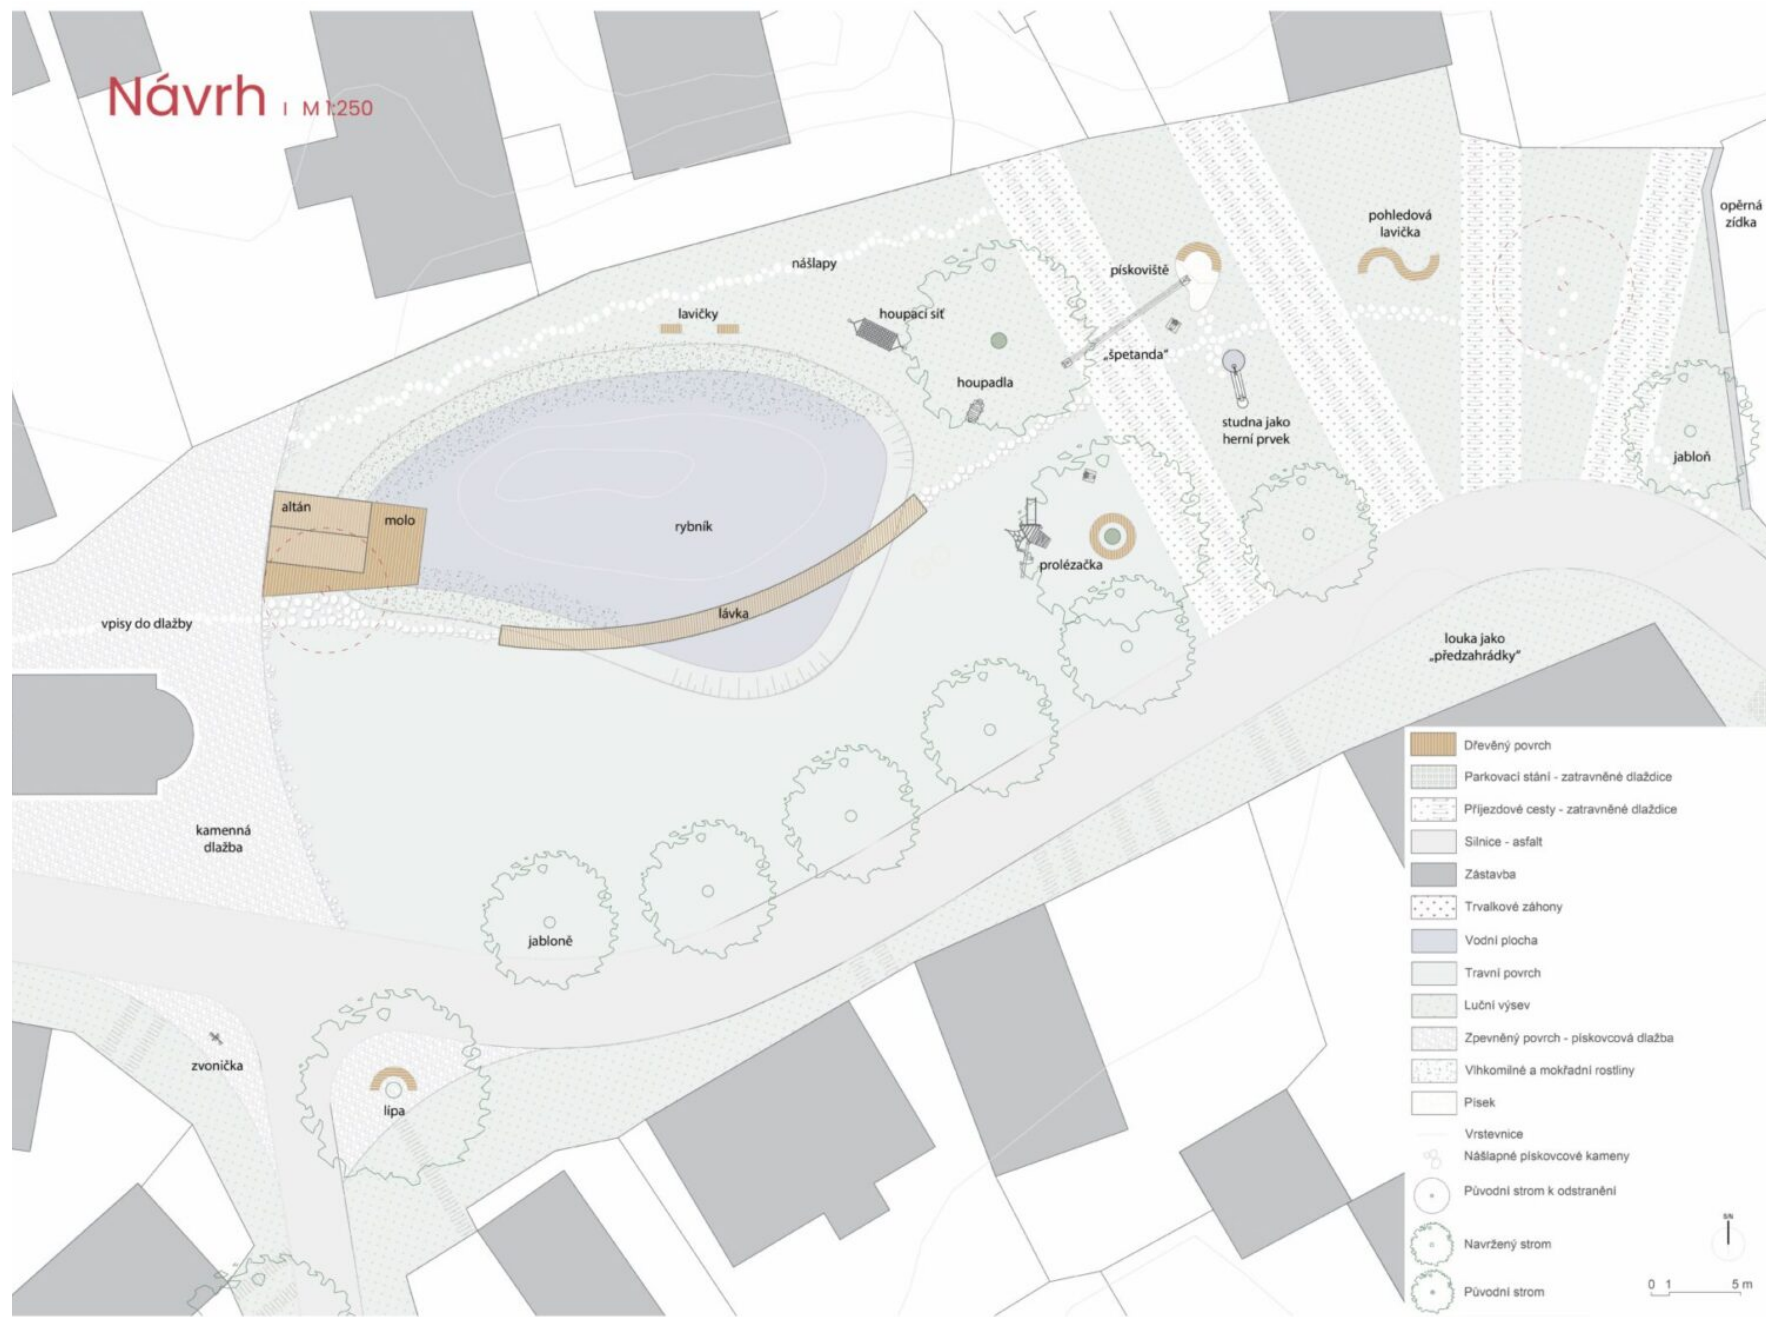 Návrh | M 1:250
opěrná
zídka
pohledová
lavička
pískoviště
nášlapy
lavičky
houpací síť
„špetanda"
houpadla
studna jako
herní prvek
jabloň
altán
molo
rybník
prolézačka
lávka
vpisy do dlažby
louka jako
„předzahrádky"
kamenná
dlažba
jabloně
zvonička
lípa
Dřevěný povrch
Parkovací stání - zatravněné dlaždice
Příjezdové cesty - zatravněné dlaždice
Silnice - asfalt
Zástavba
Trvalkové záhony
Vodní plocha
Travní povrch
Luční výsev
Zpevněný povrch - pískovcová dlažba
Vlhkomilné a mokřadní rostliny
Písek
Vrstevnice
Nášlapné pískovcové kameny
Původní strom k odstranění
Navržený strom
Původní strom
S/N
0 1 5 m